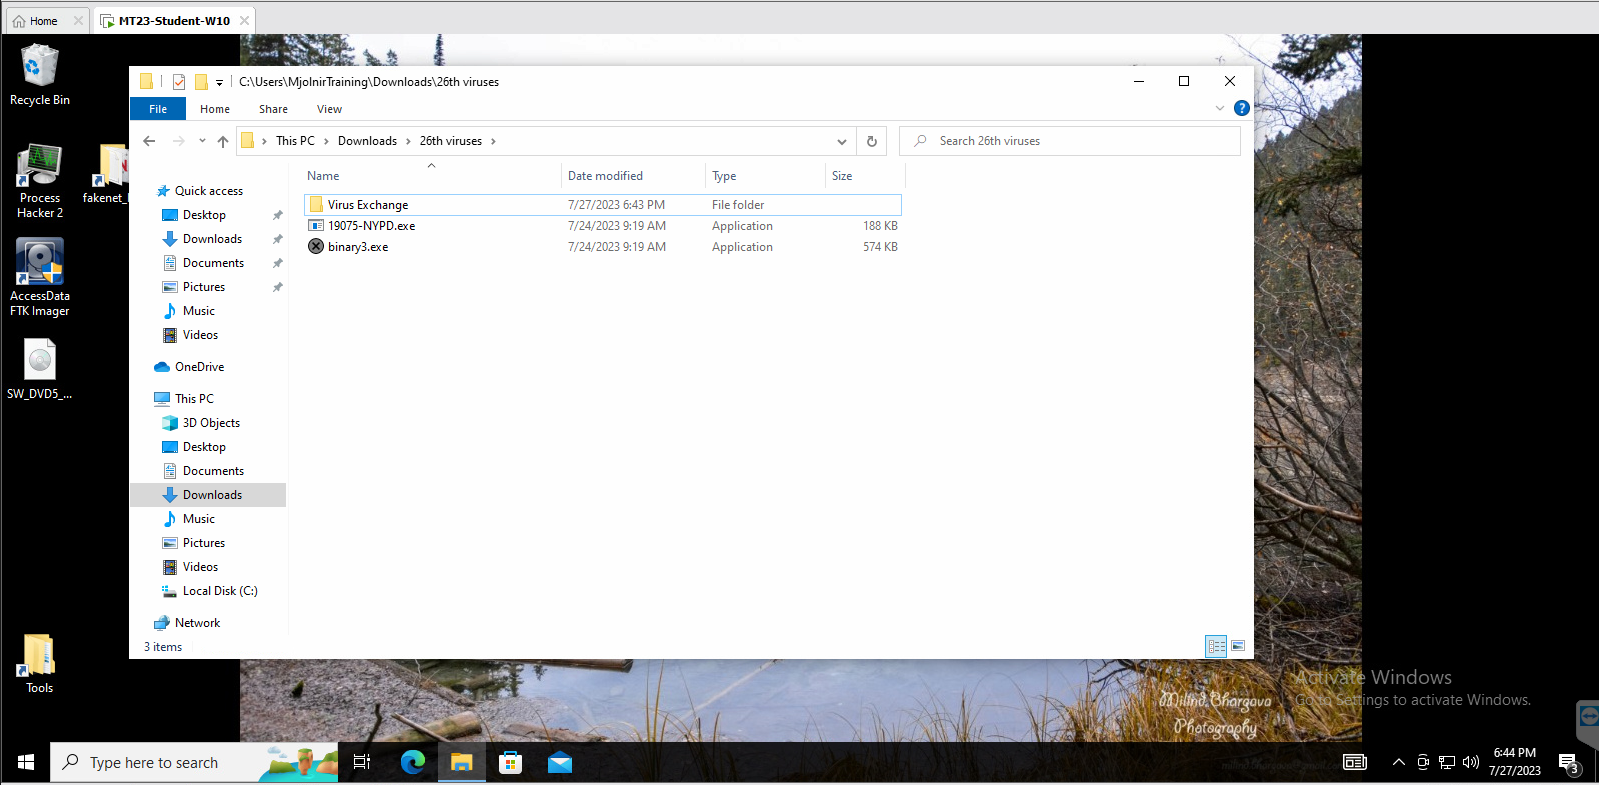 Home
MT23-Student-W10
Recycle Bin
Process
Hacker 2
fakenet_
AccessData
FTK Imager
SW_DVD5_...
Tools
C:\Users\MjolnirTraining\Downloads\26th viruses
File Home Share View
This PC Downloads 26th viruses
Search 26th viruses
Name Date modified Type Size
Virus Exchange 7/27/2023 6:43 PM File folder
19075-NYPD.exe 7/24/2023 9:19 AM Application 188 KB
binary3.exe 7/24/2023 9:19 AM Application 574 KB
Quick access
Desktop
Downloads
Documents
Pictures
Music
Videos
OneDrive
This PC
3D Objects
Desktop
Documents
Downloads
Music
Pictures
Videos
Local Disk (C:)
Network
3 items
Activate Windows
Go to Settings to activate Windows.
Milind Bhargava
Photography
Type here to search
6:44 PM
7/27/2023
3